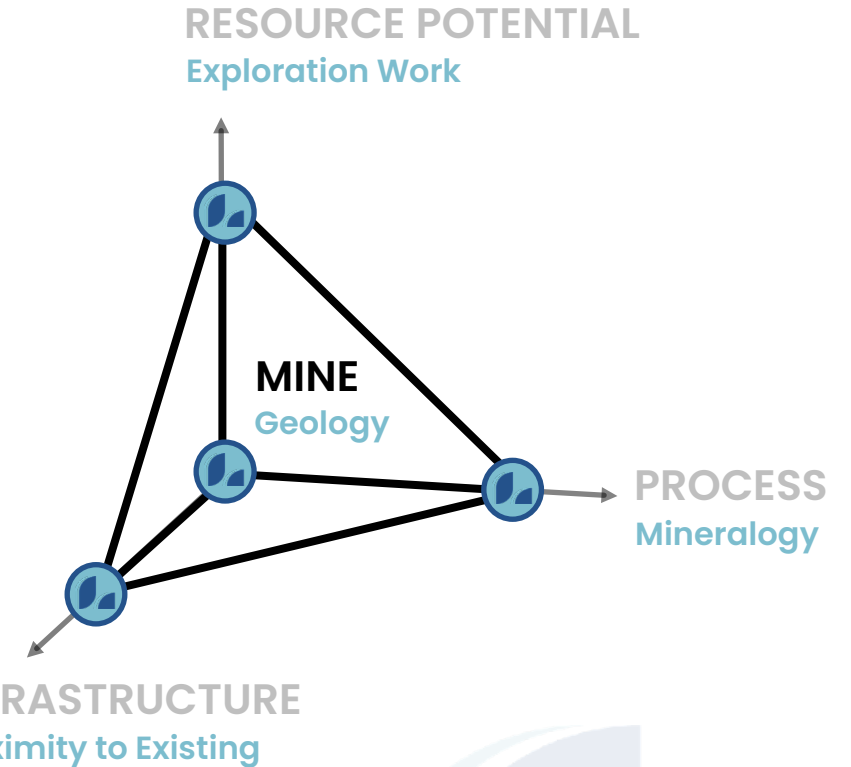 RESOURCE POTENTIAL
Exploration Work
MINE
Geology
PROCESS
Mineralogy
RASTRUCTURE
ximity to Existing